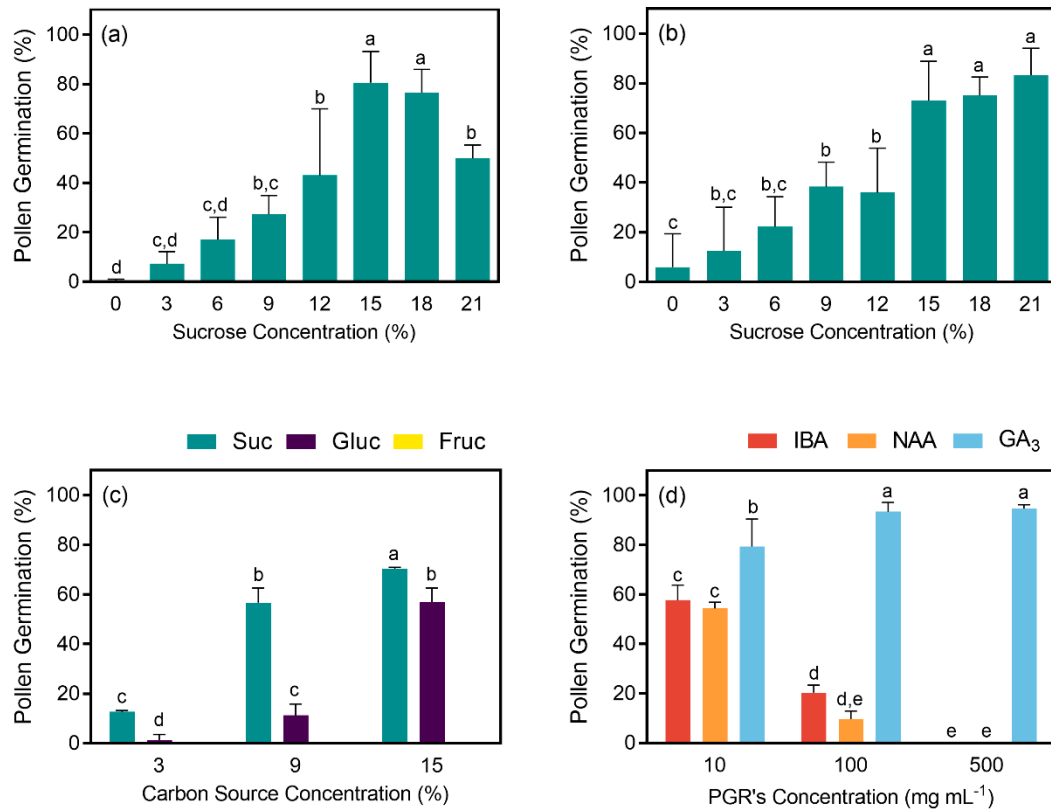 (a)
Pollen Germination (%)
100
80
60
40
20
0
d
c,d
c,d
b,c
b
a
a
b
0 3 6 9 12 15 18 21
Sucrose Concentration (%)
(b)
Pollen Germination (%)
100
80
60
40
20
0
c
b,c
b,c
b
b
a
a
a
0 3 6 9 12 15 18 21
Sucrose Concentration (%)
Suc Gluc Fruc
(c)
Pollen Germination (%)
100
80
60
40
20
0
c
d
b
c
a
b
3 9 15
Carbon Source Concentration (%)
IBA NAA GA₃
(d)
Pollen Germination (%)
100
80
60
40
20
0
c
c
b
d
d,e
a
e
e
a
10 100 500
PGR's Concentration (mg mL⁻¹)